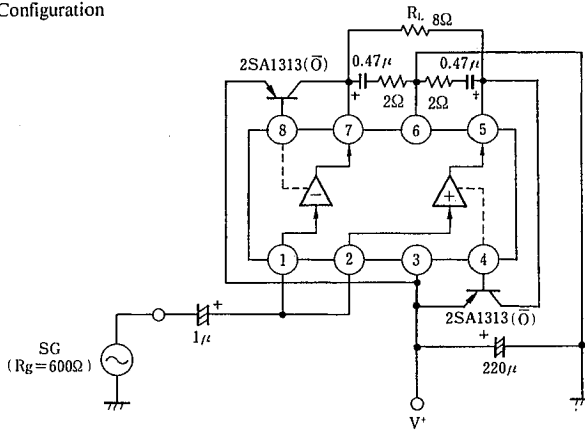 Configuration
R_L 8Ω
2SA1313(O̅)
0.47μ
0.47μ
+
+
2Ω
2Ω
8
7
6
5
−
+
1
2
3
4
+
1μ
SG
(Rg=600Ω)
2SA1313(O̅)
+
220μ
V⁺